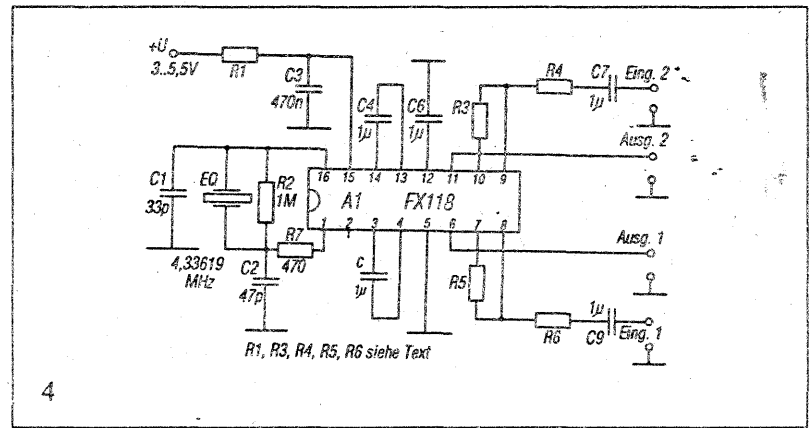 +U
3..5,5V
R1
C3
470n
C4
1µ
C6
1µ
R3
R4
C7
1µ
Eing. 2
Ausg. 2
16 15 14 13 12 11 10 9
C1
33p
EQ
R2
1M
A1 FX118
1 2 3 4 5 6 7 8
R7
470
4,33619
MHz
C2
47p
c
1µ
R5
Ausg. 1
1µ
R6
C9
Eing. 1
R1, R3, R4, R5, R6 siehe Text
4